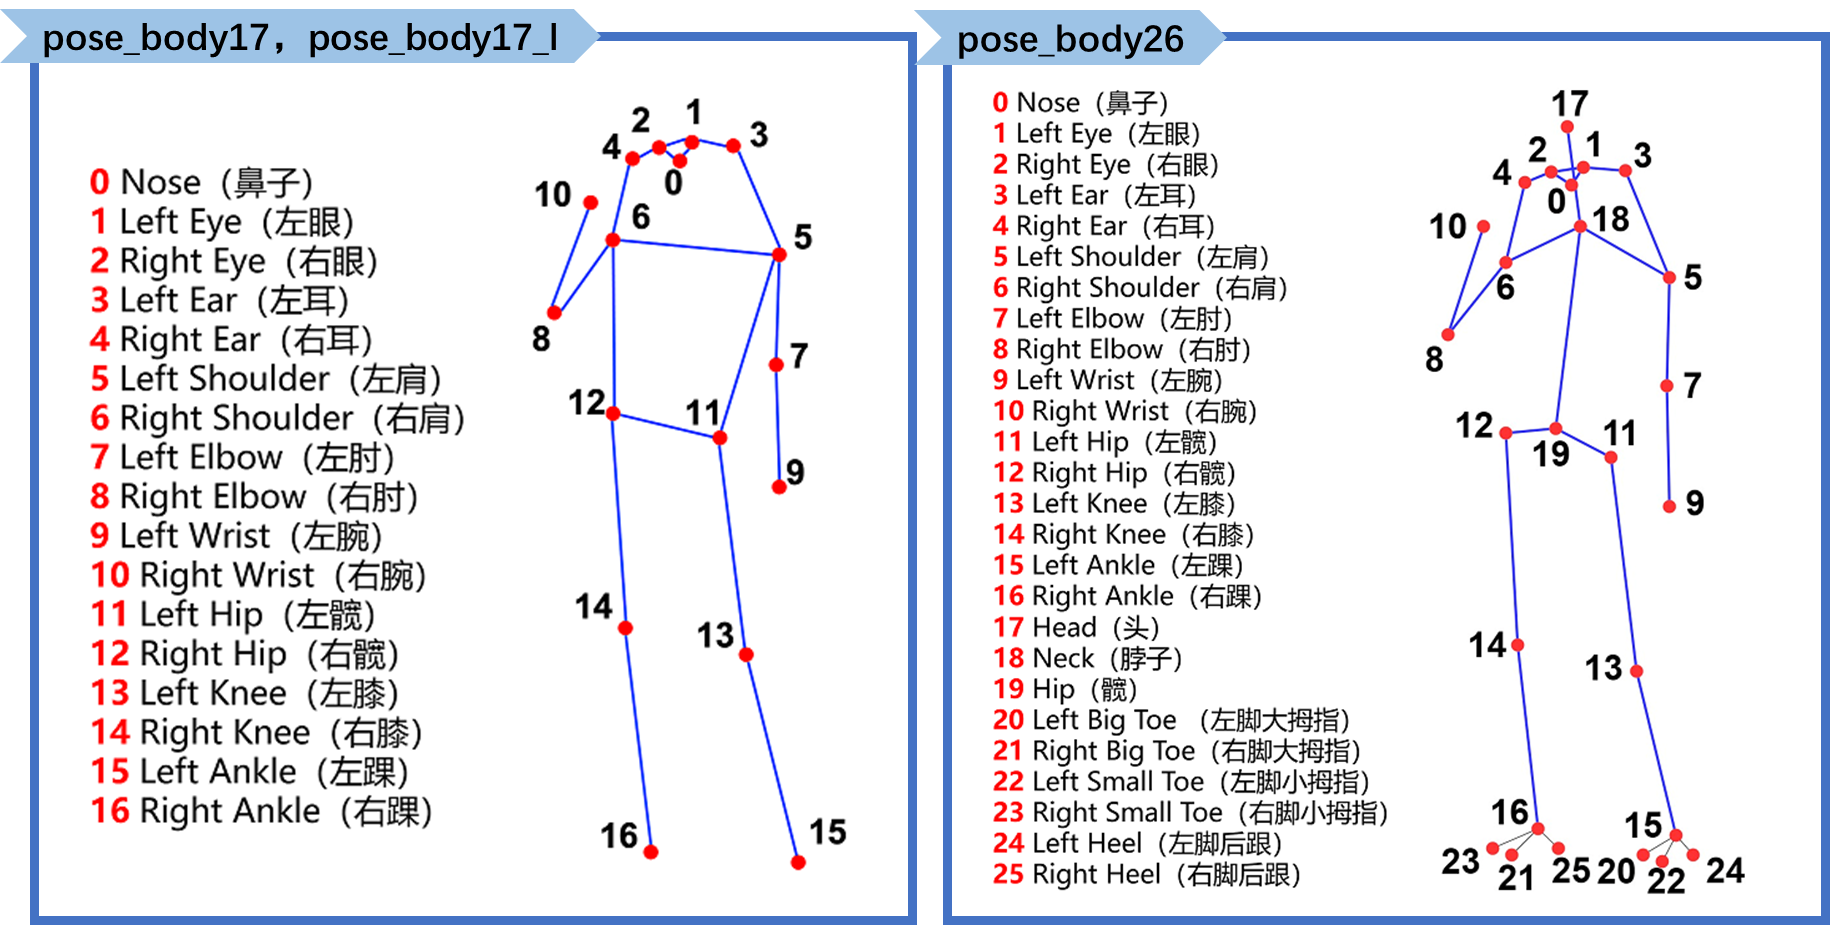 pose_body17，pose_body17_l
0 Nose（鼻子）
1 Left Eye（左眼）
2 Right Eye（右眼）
3 Left Ear（左耳）
4 Right Ear（右耳）
5 Left Shoulder（左肩）
6 Right Shoulder（右肩）
7 Left Elbow（左肘）
8 Right Elbow（右肘）
9 Left Wrist（左腕）
10 Right Wrist（右腕）
11 Left Hip（左髋）
12 Right Hip（右髋）
13 Left Knee（左膝）
14 Right Knee（右膝）
15 Left Ankle（左踝）
16 Right Ankle（右踝）
1
2
3
4
0
10
6
5
8
7
12
11
9
14
13
16
15
pose_body26
0 Nose（鼻子）
1 Left Eye（左眼）
2 Right Eye（右眼）
3 Left Ear（左耳）
4 Right Ear（右耳）
5 Left Shoulder（左肩）
6 Right Shoulder（右肩）
7 Left Elbow（左肘）
8 Right Elbow（右肘）
9 Left Wrist（左腕）
10 Right Wrist（右腕）
11 Left Hip（左髋）
12 Right Hip（右髋）
13 Left Knee（左膝）
14 Right Knee（右膝）
15 Left Ankle（左踝）
16 Right Ankle（右踝）
17 Head（头）
18 Neck（脖子）
19 Hip（髋）
20 Left Big Toe （左脚大拇指）
21 Right Big Toe（右脚大拇指）
22 Left Small Toe（左脚小拇指）
23 Right Small Toe（右脚小拇指）
24 Left Heel（左脚后跟）
25 Right Heel（右脚后跟）
17
1
2
3
4
0
18
10
5
6
8
7
12
11
19
9
14
13
16
15
23
21
25
20
22
24